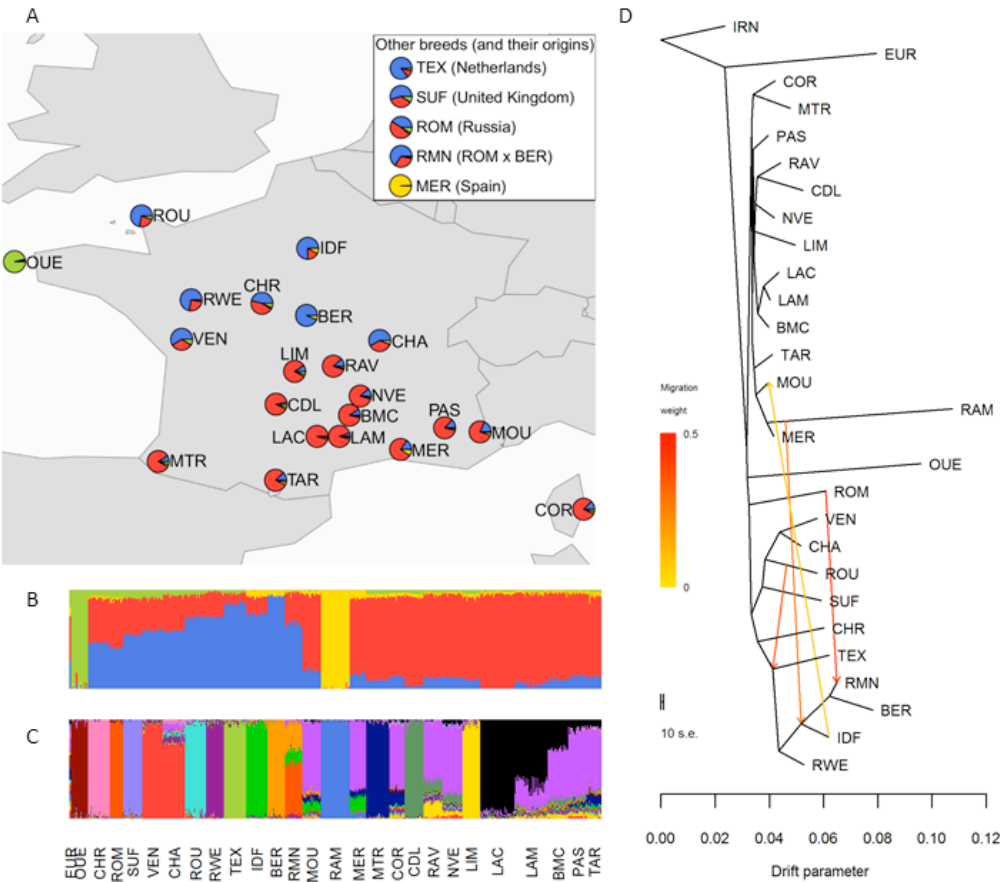 A
Other breeds (and their origins)
TEX (Netherlands)
SUF (United Kingdom)
ROM (Russia)
RMN (ROM x BER)
MER (Spain)
ROU
OUE
IDF
RWE
CHR
BER
VEN
CHA
LIM
RAV
CDL
NVE
BMC
PAS
LAC
LAM
MOU
MER
MTR
TAR
COR
B
C
EUR
OUE
CHR
ROM
SUF
VEN
CHA
ROU
RWE
TEX
IDF
BER
RMN
MOU
RAM
MER
MTR
COR
CDL
RAV
NVE
LIM
LAC
LAM
BMC
PAS
TAR
D
IRN
EUR
COR
MTR
PAS
RAV
CDL
NVE
LIM
LAC
LAM
BMC
TAR
MOU
RAM
MER
OUE
ROM
VEN
CHA
ROU
SUF
CHR
TEX
RMN
BER
IDF
RWE
Migration
weight
0.5
0
10 s.e.
0.00 0.02 0.04 0.06 0.08 0.10 0.12
Drift parameter